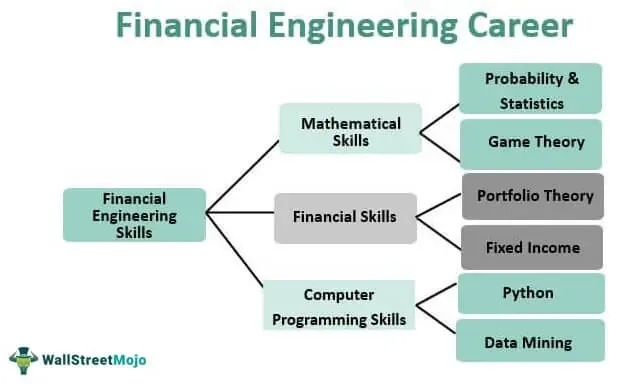 Financial Engineering Career
Probability &
Statistics
Mathematical
Skills
Game Theory
Financial
Engineering
Skills
Financial Skills
Portfolio Theory
Fixed Income
Computer
Programming Skills
Python
Data Mining
WallStreetMojo